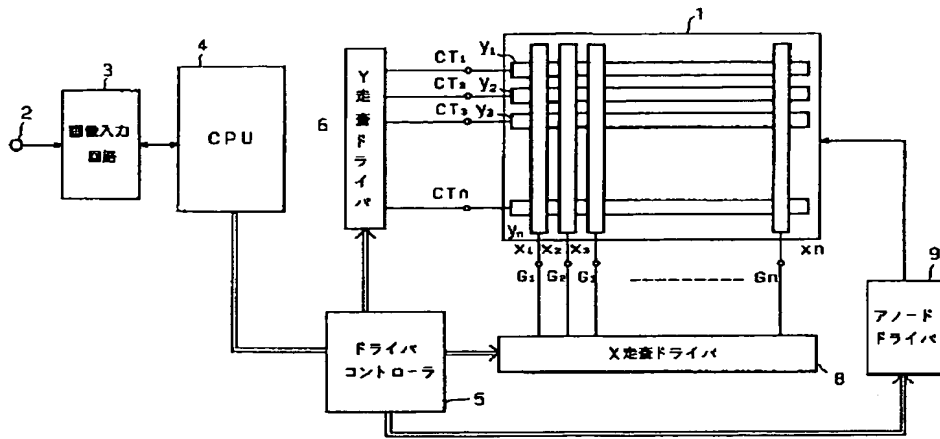 1
4
3
2
画像入力
回路
CPU
6
Y走査ドライバ
CT₁
CT₂
CT₃
CTn
y₁
y₂
y₃
yn
x₁
x₂
x₃
xn
G₁
G₂
G₃
Gn
9
アノード
ドライバ
ドライバ
コントローラ
5
X走査ドライバ
8